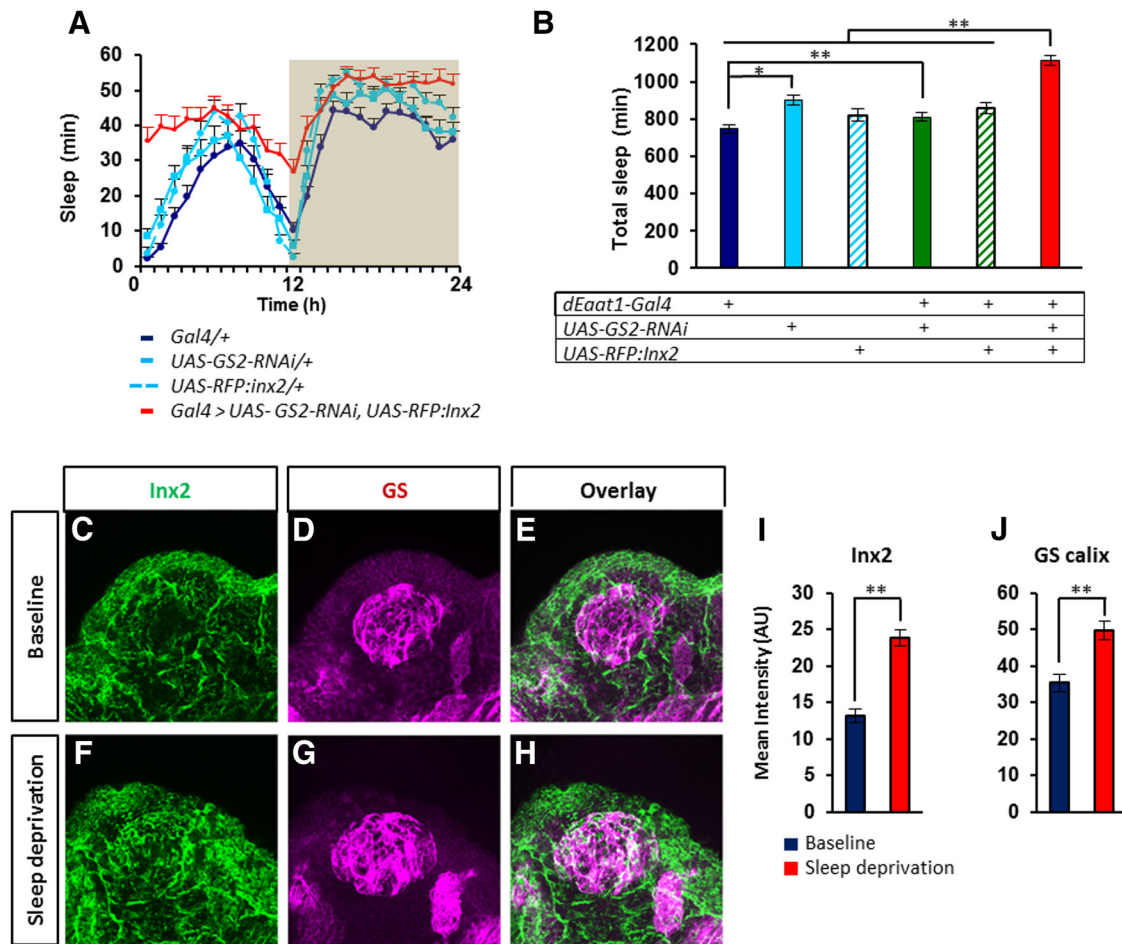 A
60
50
40
30
20
10
0
Sleep (min)
0 12 24
Time (h)
Gal4/+
UAS-GS2-RNAi/+
UAS-RFP:inx2/+
Gal4 > UAS- GS2-RNAi, UAS-RFP:Inx2
B
**
**
*
1200
1000
800
600
400
200
0
Total sleep (min)
dEaat1-Gal4 + + + +
UAS-GS2-RNAi + + +
UAS-RFP:Inx2 + + +
Inx2 GS Overlay
Baseline
C D E
Sleep deprivation
F G H
I
Inx2
**
30
25
20
15
10
5
0
Mean Intensity (AU)
J
GS calix
**
60
50
40
30
20
10
0
Baseline
Sleep deprivation